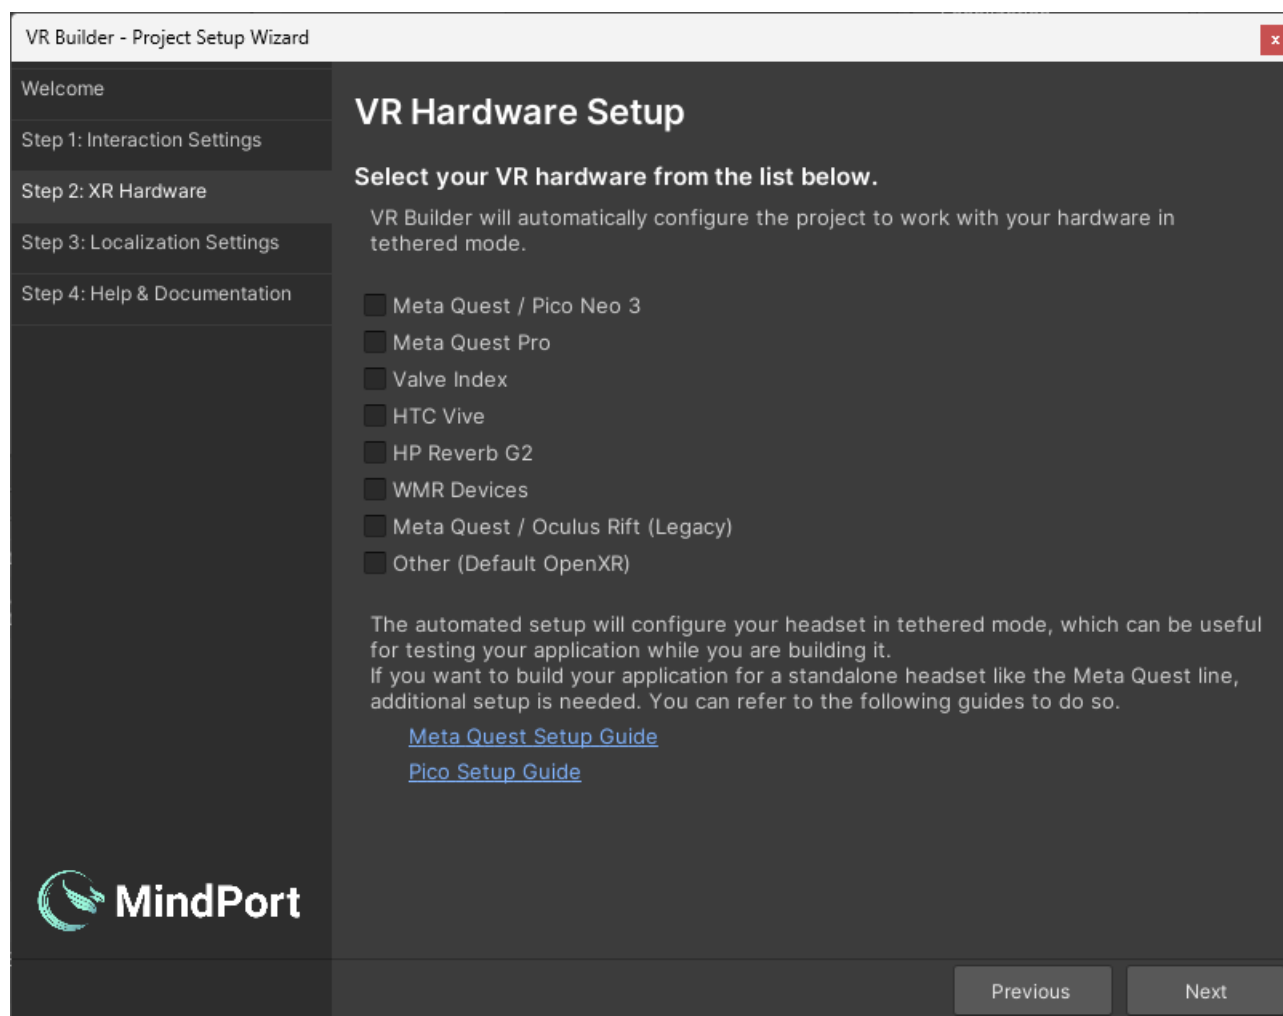 VR Builder - Project Setup Wizard
x
Welcome
Step 1: Interaction Settings
Step 2: XR Hardware
Step 3: Localization Settings
Step 4: Help & Documentation
VR Hardware Setup
Select your VR hardware from the list below.
VR Builder will automatically configure the project to work with your hardware in
tethered mode.
Meta Quest / Pico Neo 3
Meta Quest Pro
Valve Index
HTC Vive
HP Reverb G2
WMR Devices
Meta Quest / Oculus Rift (Legacy)
Other (Default OpenXR)
The automated setup will configure your headset in tethered mode, which can be useful
for testing your application while you are building it.
If you want to build your application for a standalone headset like the Meta Quest line,
additional setup is needed. You can refer to the following guides to do so.
Meta Quest Setup Guide
Pico Setup Guide
MindPort
Previous
Next